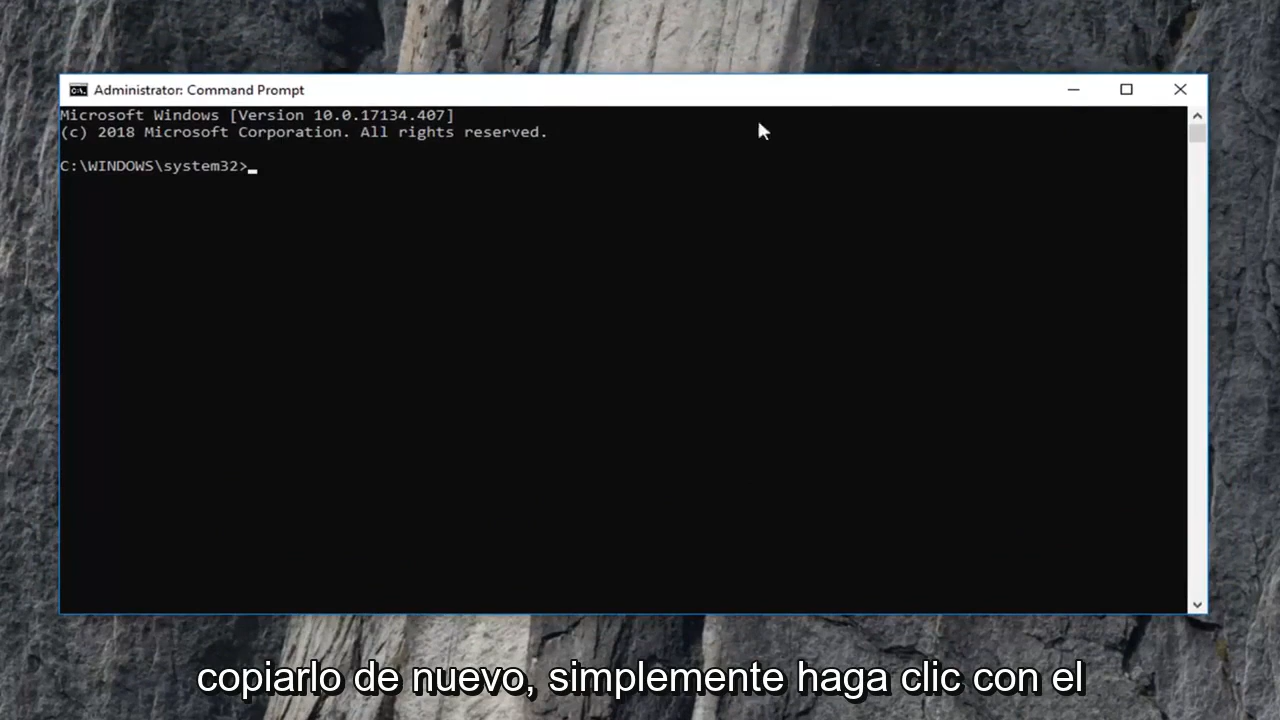 Administrator: Command Prompt
Microsoft Windows [Version 10.0.17134.407]
(c) 2018 Microsoft Corporation. All rights reserved.
C:\WINDOWS\system32>
copiarlo de nuevo, simplemente haga clic con el